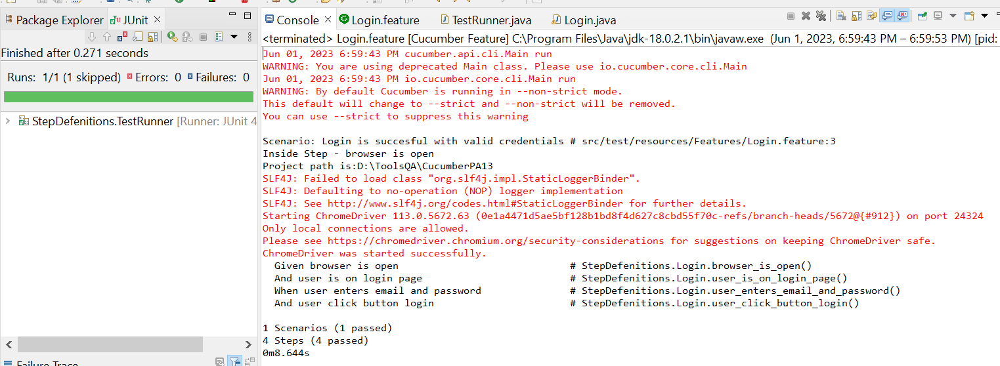 Package Explorer
JUnit
Finished after 0.271 seconds
Runs: 1/1 (1 skipped) Errors: 0 Failures: 0
StepDefenitions.TestRunner [Runner: JUnit 4
Failure Trace
Console
Login.feature
TestRunner.java
Login.java
<terminated> Login.feature [Cucumber Feature] C:\Program Files\Java\jdk-18.0.2.1\bin\javaw.exe (Jun 1, 2023, 6:59:43 PM – 6:59:53 PM) [pid:
Jun 01, 2023 6:59:43 PM cucumber.api.cli.Main run
WARNING: You are using deprecated Main class. Please use io.cucumber.core.cli.Main
Jun 01, 2023 6:59:43 PM io.cucumber.core.cli.Main run
WARNING: By default Cucumber is running in --non-strict mode.
This default will change to --strict and --non-strict will be removed.
You can use --strict to suppress this warning
Scenario: Login is succesful with valid credentials # src/test/resources/Features/Login.feature:3
Inside Step - browser is open
Project path is:D:\ToolsQA\CucumberPA13
SLF4J: Failed to load class "org.slf4j.impl.StaticLoggerBinder".
SLF4J: Defaulting to no-operation (NOP) logger implementation
SLF4J: See http://www.slf4j.org/codes.html#StaticLoggerBinder for further details.
Starting ChromeDriver 113.0.5672.63 (0e1a4471d5ae5bf128b1bd8f4d627c8cbd55f70c-refs/branch-heads/5672@{#912}) on port 24324
Only local connections are allowed.
Please see https://chromedriver.chromium.org/security-considerations for suggestions on keeping ChromeDriver safe.
ChromeDriver was started successfully.
Given browser is open # StepDefenitions.Login.browser_is_open()
And user is on login page # StepDefenitions.Login.user_is_on_login_page()
When user enters email and password # StepDefenitions.Login.user_enters_email_and_password()
And user click button login # StepDefenitions.Login.user_click_button_login()
1 Scenarios (1 passed)
4 Steps (4 passed)
0m8.644s